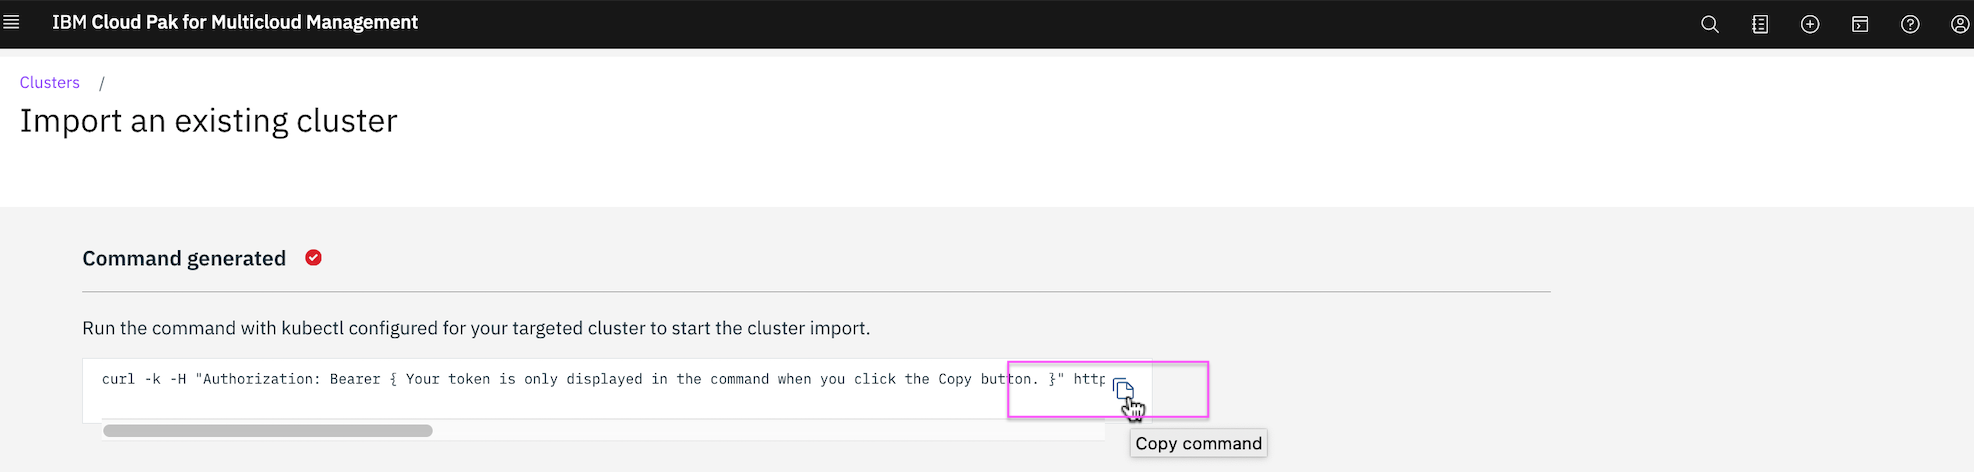 IBM Cloud Pak for Multicloud Management
Clusters /
Import an existing cluster
Command generated
Run the command with kubectl configured for your targeted cluster to start the cluster import.
curl -k -H "Authorization: Bearer { Your token is only displayed in the command when you click the Copy button. }" http
Copy command